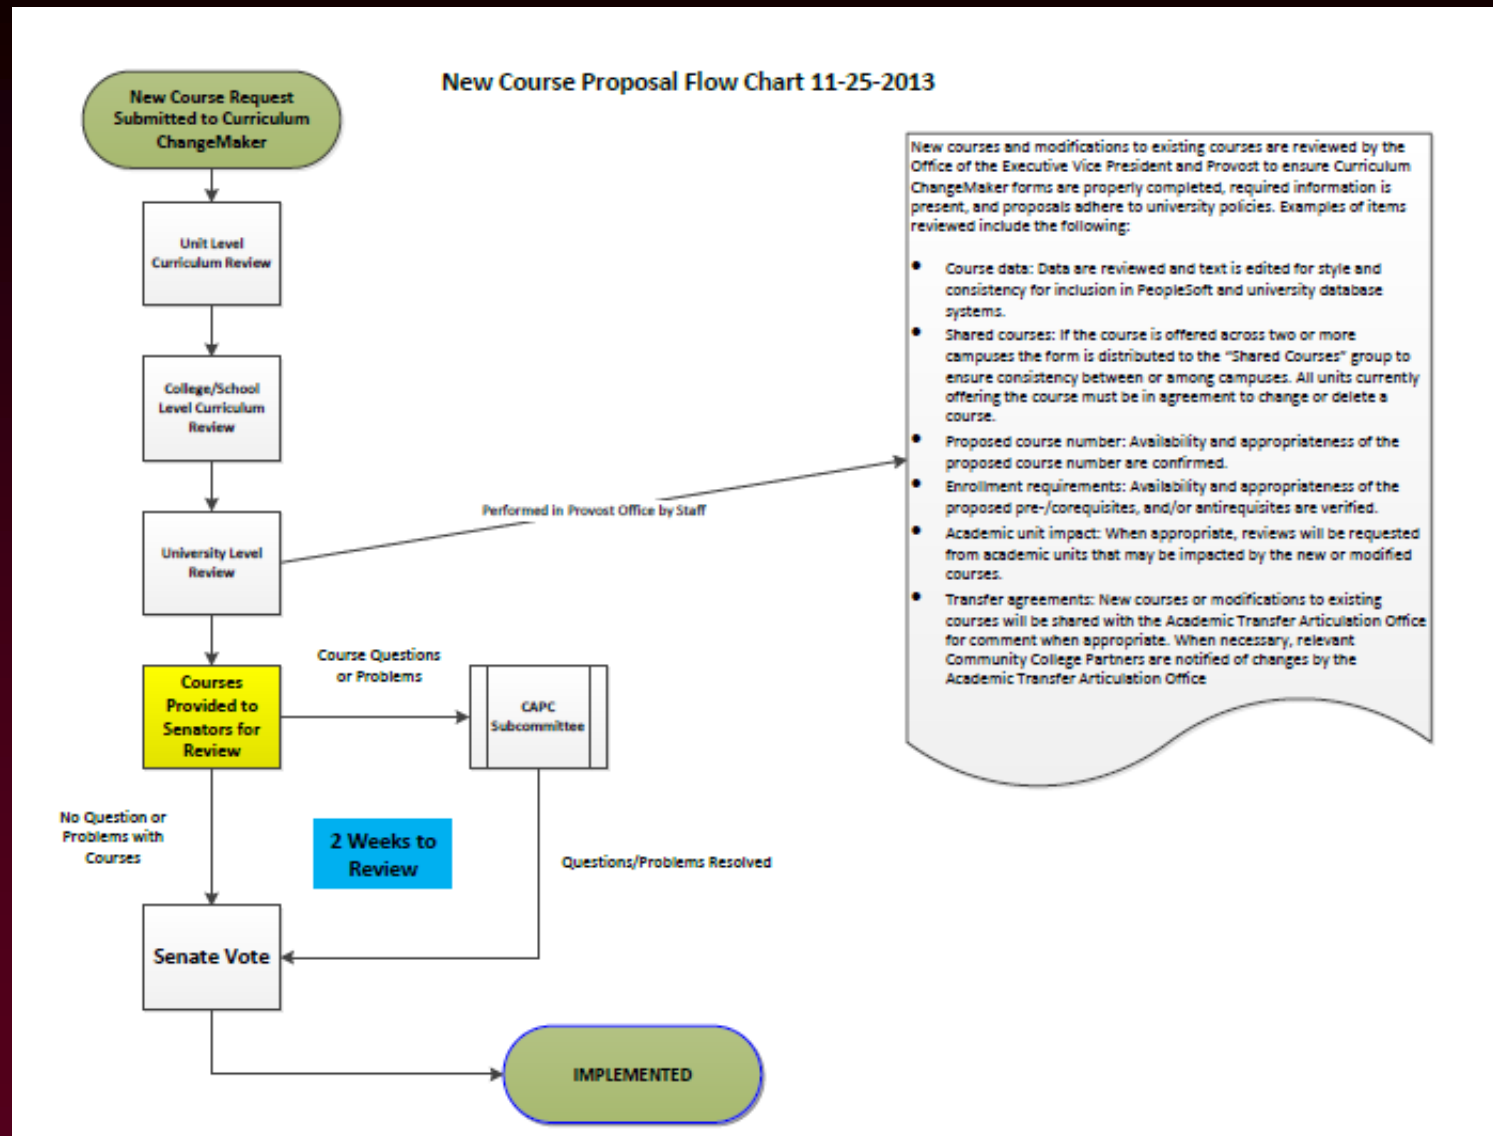 New Course Proposal Flow Chart 11-25-2013
New Course Request
Submitted to Curriculum
ChangeMaker
Unit Level
Curriculum Review
College/School
Level Curriculum
Review
University Level
Review
Performed in Provost Office by Staff
New courses and modifications to existing courses are reviewed by the
Office of the Executive Vice President and Provost to ensure Curriculum
ChangeMaker forms are properly completed, required information is
present, and proposals adhere to university policies. Examples of items
reviewed include the following:
● Course data: Data are reviewed and text is edited for style and
consistency for inclusion in PeopleSoft and university database
systems.
● Shared courses: If the course is offered across two or more
campuses the form is distributed to the “Shared Courses” group to
ensure consistency between or among campuses. All units currently
offering the course must be in agreement to change or delete a
course.
● Proposed course number: Availability and appropriateness of the
proposed course number are confirmed.
● Enrollment requirements: Availability and appropriateness of the
proposed pre-/corequisites, and/or antirequisites are verified.
● Academic unit impact: When appropriate, reviews will be requested
from academic units that may be impacted by the new or modified
courses.
● Transfer agreements: New courses or modifications to existing
courses will be shared with the Academic Transfer Articulation Office
for comment when appropriate. When necessary, relevant
Community College Partners are notified of changes by the
Academic Transfer Articulation Office
Courses
Provided to
Senators for
Review
Course Questions
or Problems
CAPC
Subcommittee
No Question or
Problems with
Courses
2 Weeks to
Review
Questions/Problems Resolved
Senate Vote
IMPLEMENTED